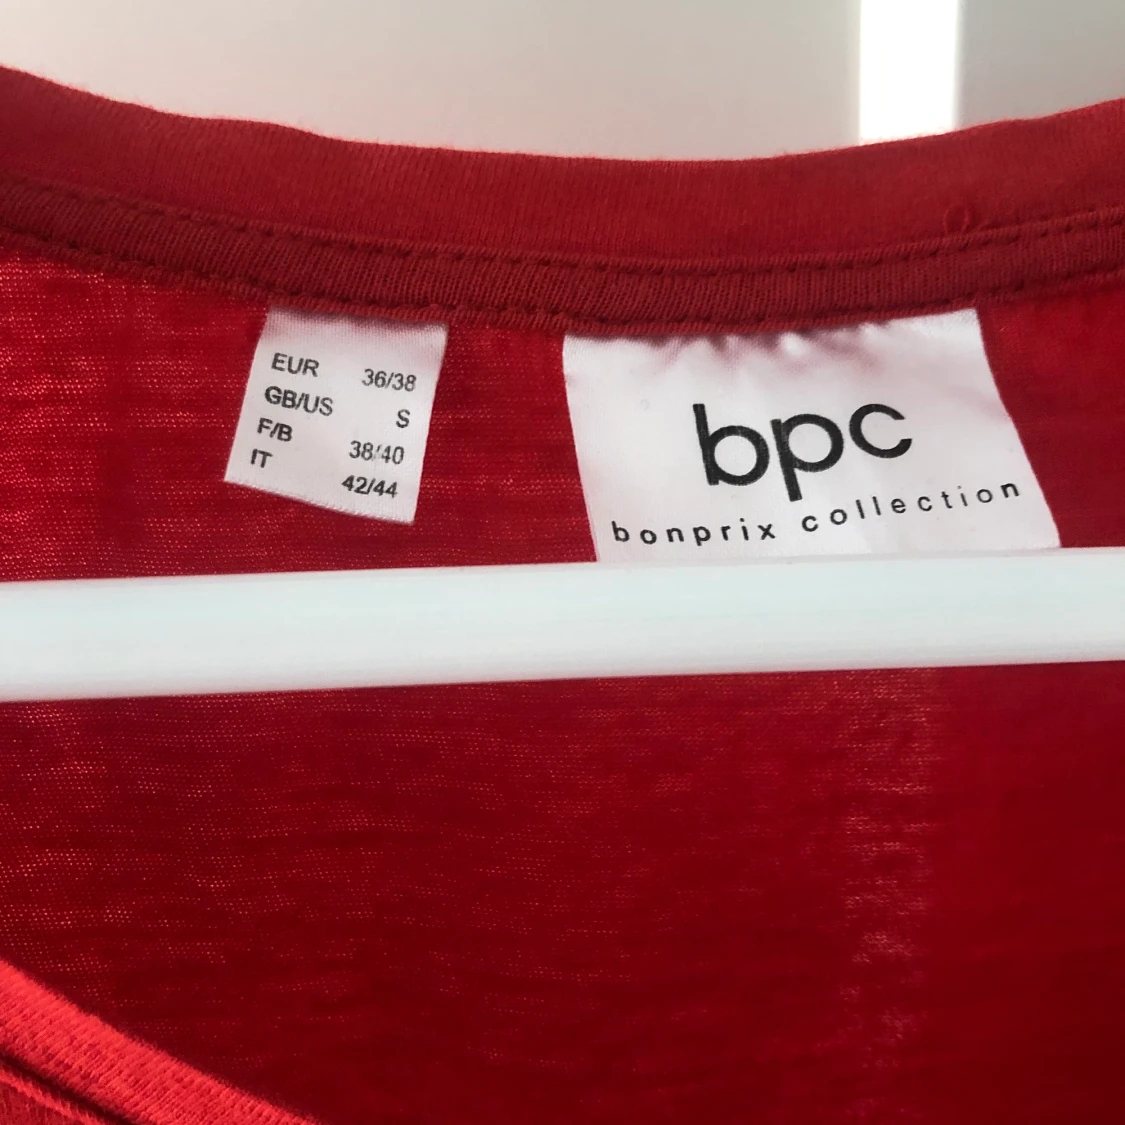 EUR 36/38
GB/US S
F/B 38/40
IT 42/44
bpc
bonprix collection